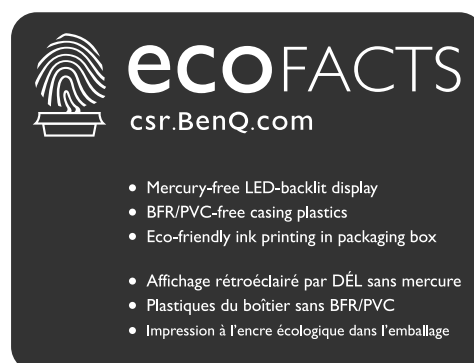 ecoFACTS
csr.BenQ.com
• Mercury-free LED-backlit display
• BFR/PVC-free casing plastics
• Eco-friendly ink printing in packaging box
• Affichage rétroéclairé par DÉL sans mercure
• Plastiques du boîtier sans BFR/PVC
• Impression à l'encre écologique dans l'emballage